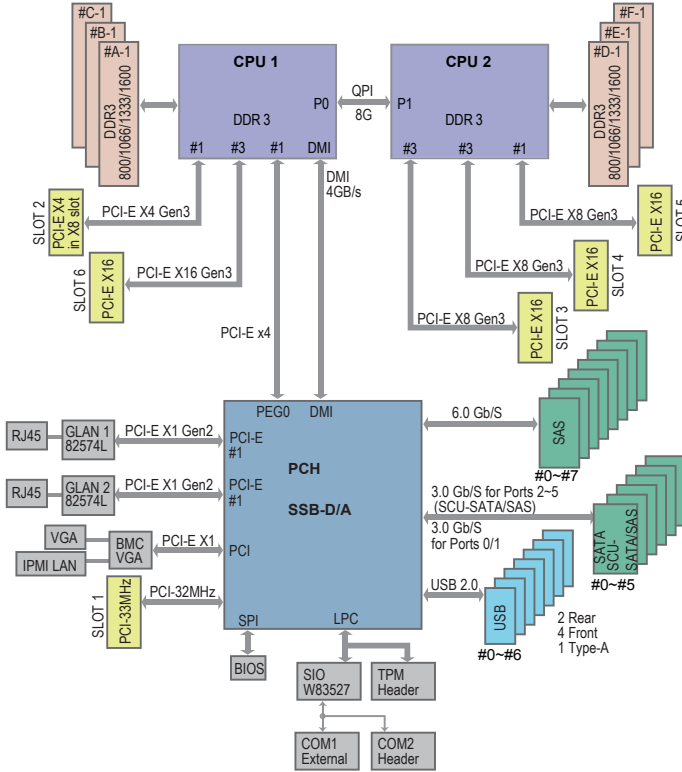 #C-1
#B-1
#A-1
DDR3
800/1066/1333/1600
CPU 1
DDR 3
P0
#1
#3
#1
DMI
QPI
8G
CPU 2
P1
DDR 3
#3
#3
#1
#F-1
#E-1
#D-1
DDR3
800/1066/1333/1600
DMI
4GB/s
SLOT 2
PCI-E X4
in X8 slot
PCI-E X4 Gen3
SLOT 6
PCI-E X16
PCI-E X16 Gen3
PCI-E X8 Gen3
PCI-E X16
SLOT 5
PCI-E X8 Gen3
PCI-E X16
SLOT 4
PCI-E X8 Gen3
PCI-E X16
SLOT 3
PCI-E x4
PEG0
DMI
PCI-E
#1
PCH
PCI-E
#1
SSB-D/A
PCI
SPI
LPC
RJ45
GLAN 1
82574L
PCI-E X1 Gen2
RJ45
GLAN 2
82574L
PCI-E X1 Gen2
VGA
IPMI LAN
BMC
VGA
PCI-E X1
SLOT 1
PCI-33MHz
PCI-32MHz
6.0 Gb/S
SAS
#0~#7
3.0 Gb/S for Ports 2~5
(SCU-SATA/SAS)
3.0 Gb/S
for Ports 0/1
SATA
SCU-
SATA/SAS
#0~#5
USB 2.0
USB
#0~#6
2 Rear
4 Front
1 Type-A
BIOS
SIO
W83527
TPM
Header
COM1
External
COM2
Header